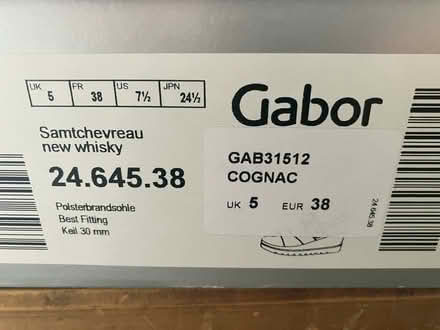 UK FR US JPN
5 38 7½ 24½
Gabor
Samtchevreau
new whisky
24.645.38
Polsterbrandsohle
Best Fitting
Keil 30 mm
GAB31512
COGNAC
UK 5 EUR 38
24.645.38